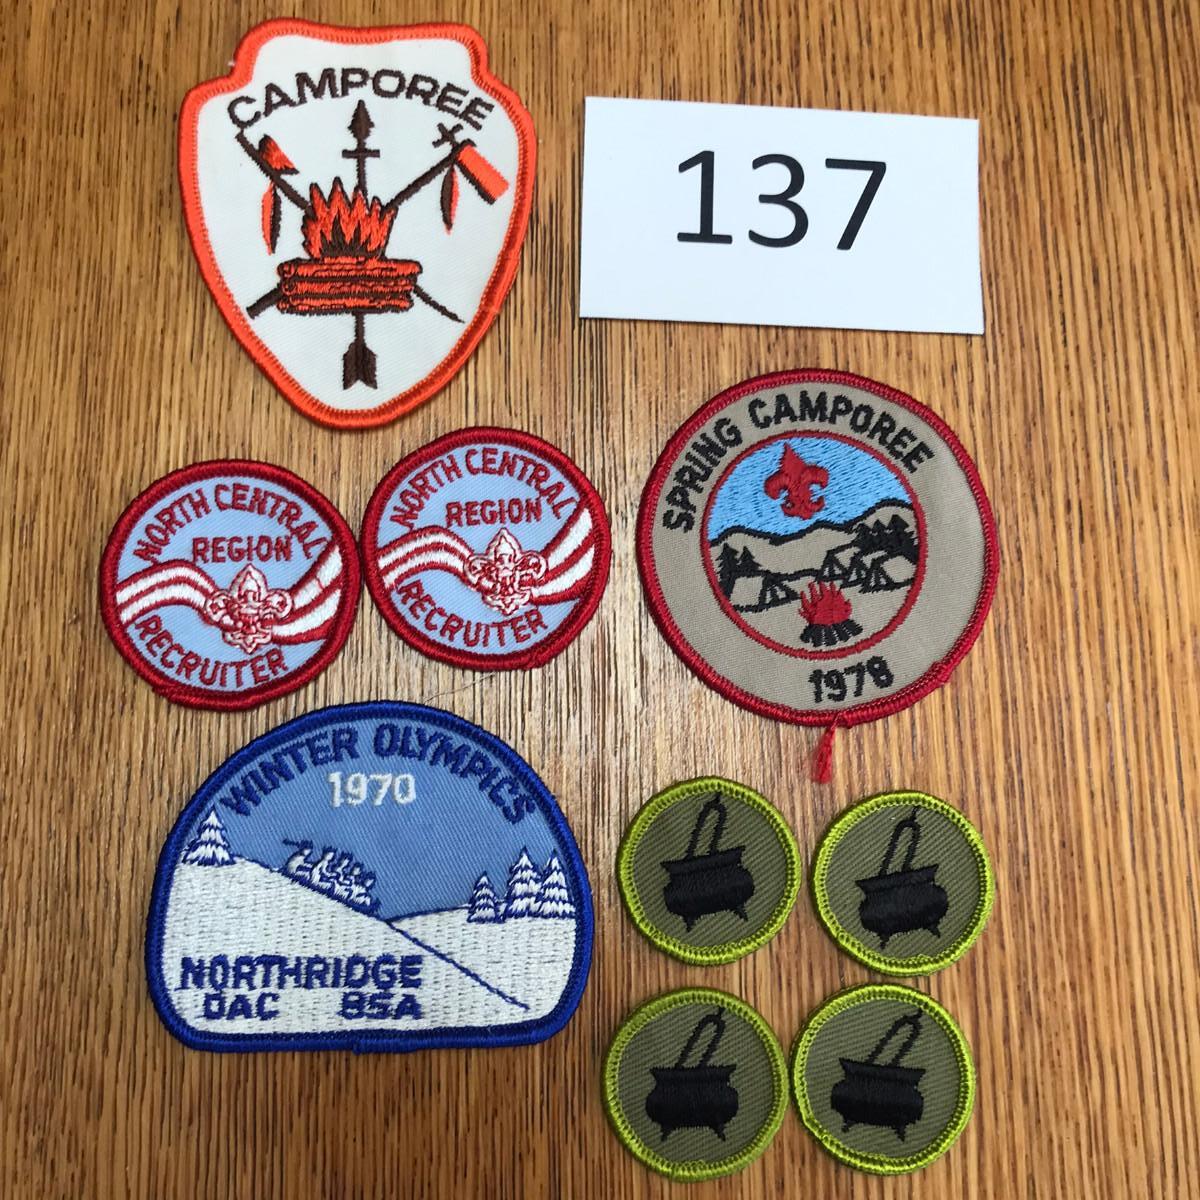 CAMPOREE
137
NORTH CENTRAL
REGION
RECRUITER
NORTH CENTRAL
REGION
RECRUITER
SPRING CAMPOREE
1978
WINTER OLYMPICS
1970
NORTHRIDGE
DAC BSA